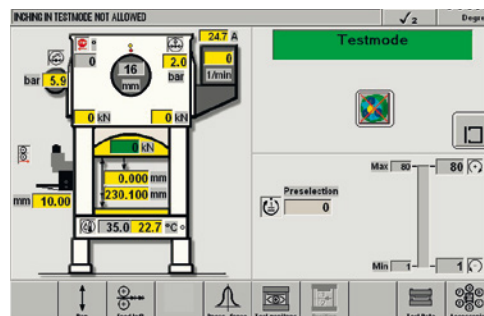 INCHING IN TESTMODE NOT ALLOWED
✓2 Degre
24.7 A
Testmode
0
16
mm
2.0
bar
0
1/min
bar 5.9
0 kN
0 kN
0 kN
0.000 mm
230.100 mm
mm 10.00
35.0 22.7 °C
Max 80
80
Preselection
0
Min 1
1